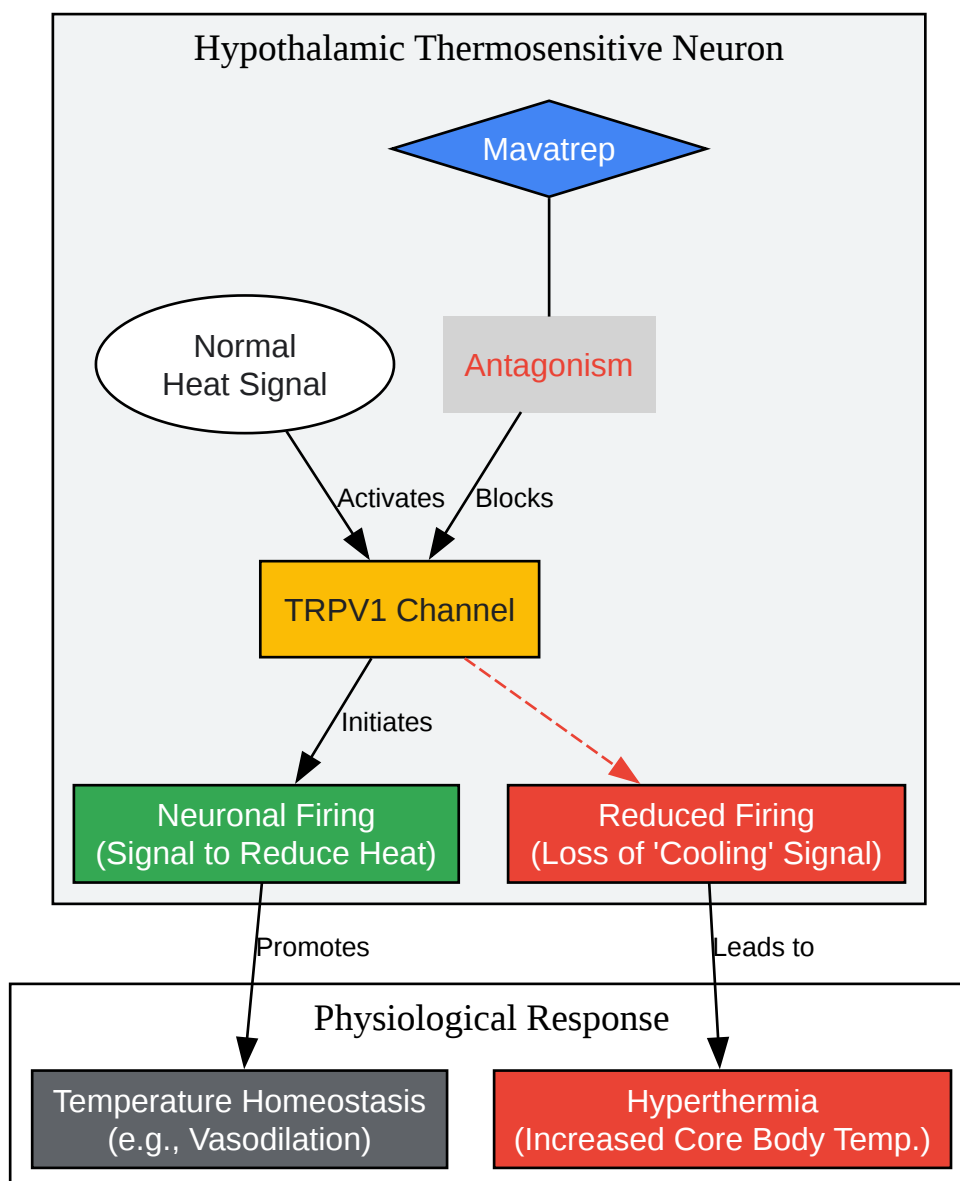 Hypothalamic Thermosensitive Neuron
Mavatrep
Normal
Heat Signal
Antagonism
Activates
Blocks
TRPV1 Channel
Initiates
Neuronal Firing
(Signal to Reduce Heat)
Reduced Firing
(Loss of 'Cooling' Signal)
Promotes
Leads to
Physiological Response
Temperature Homeostasis
(e.g., Vasodilation)
Hyperthermia
(Increased Core Body Temp.)